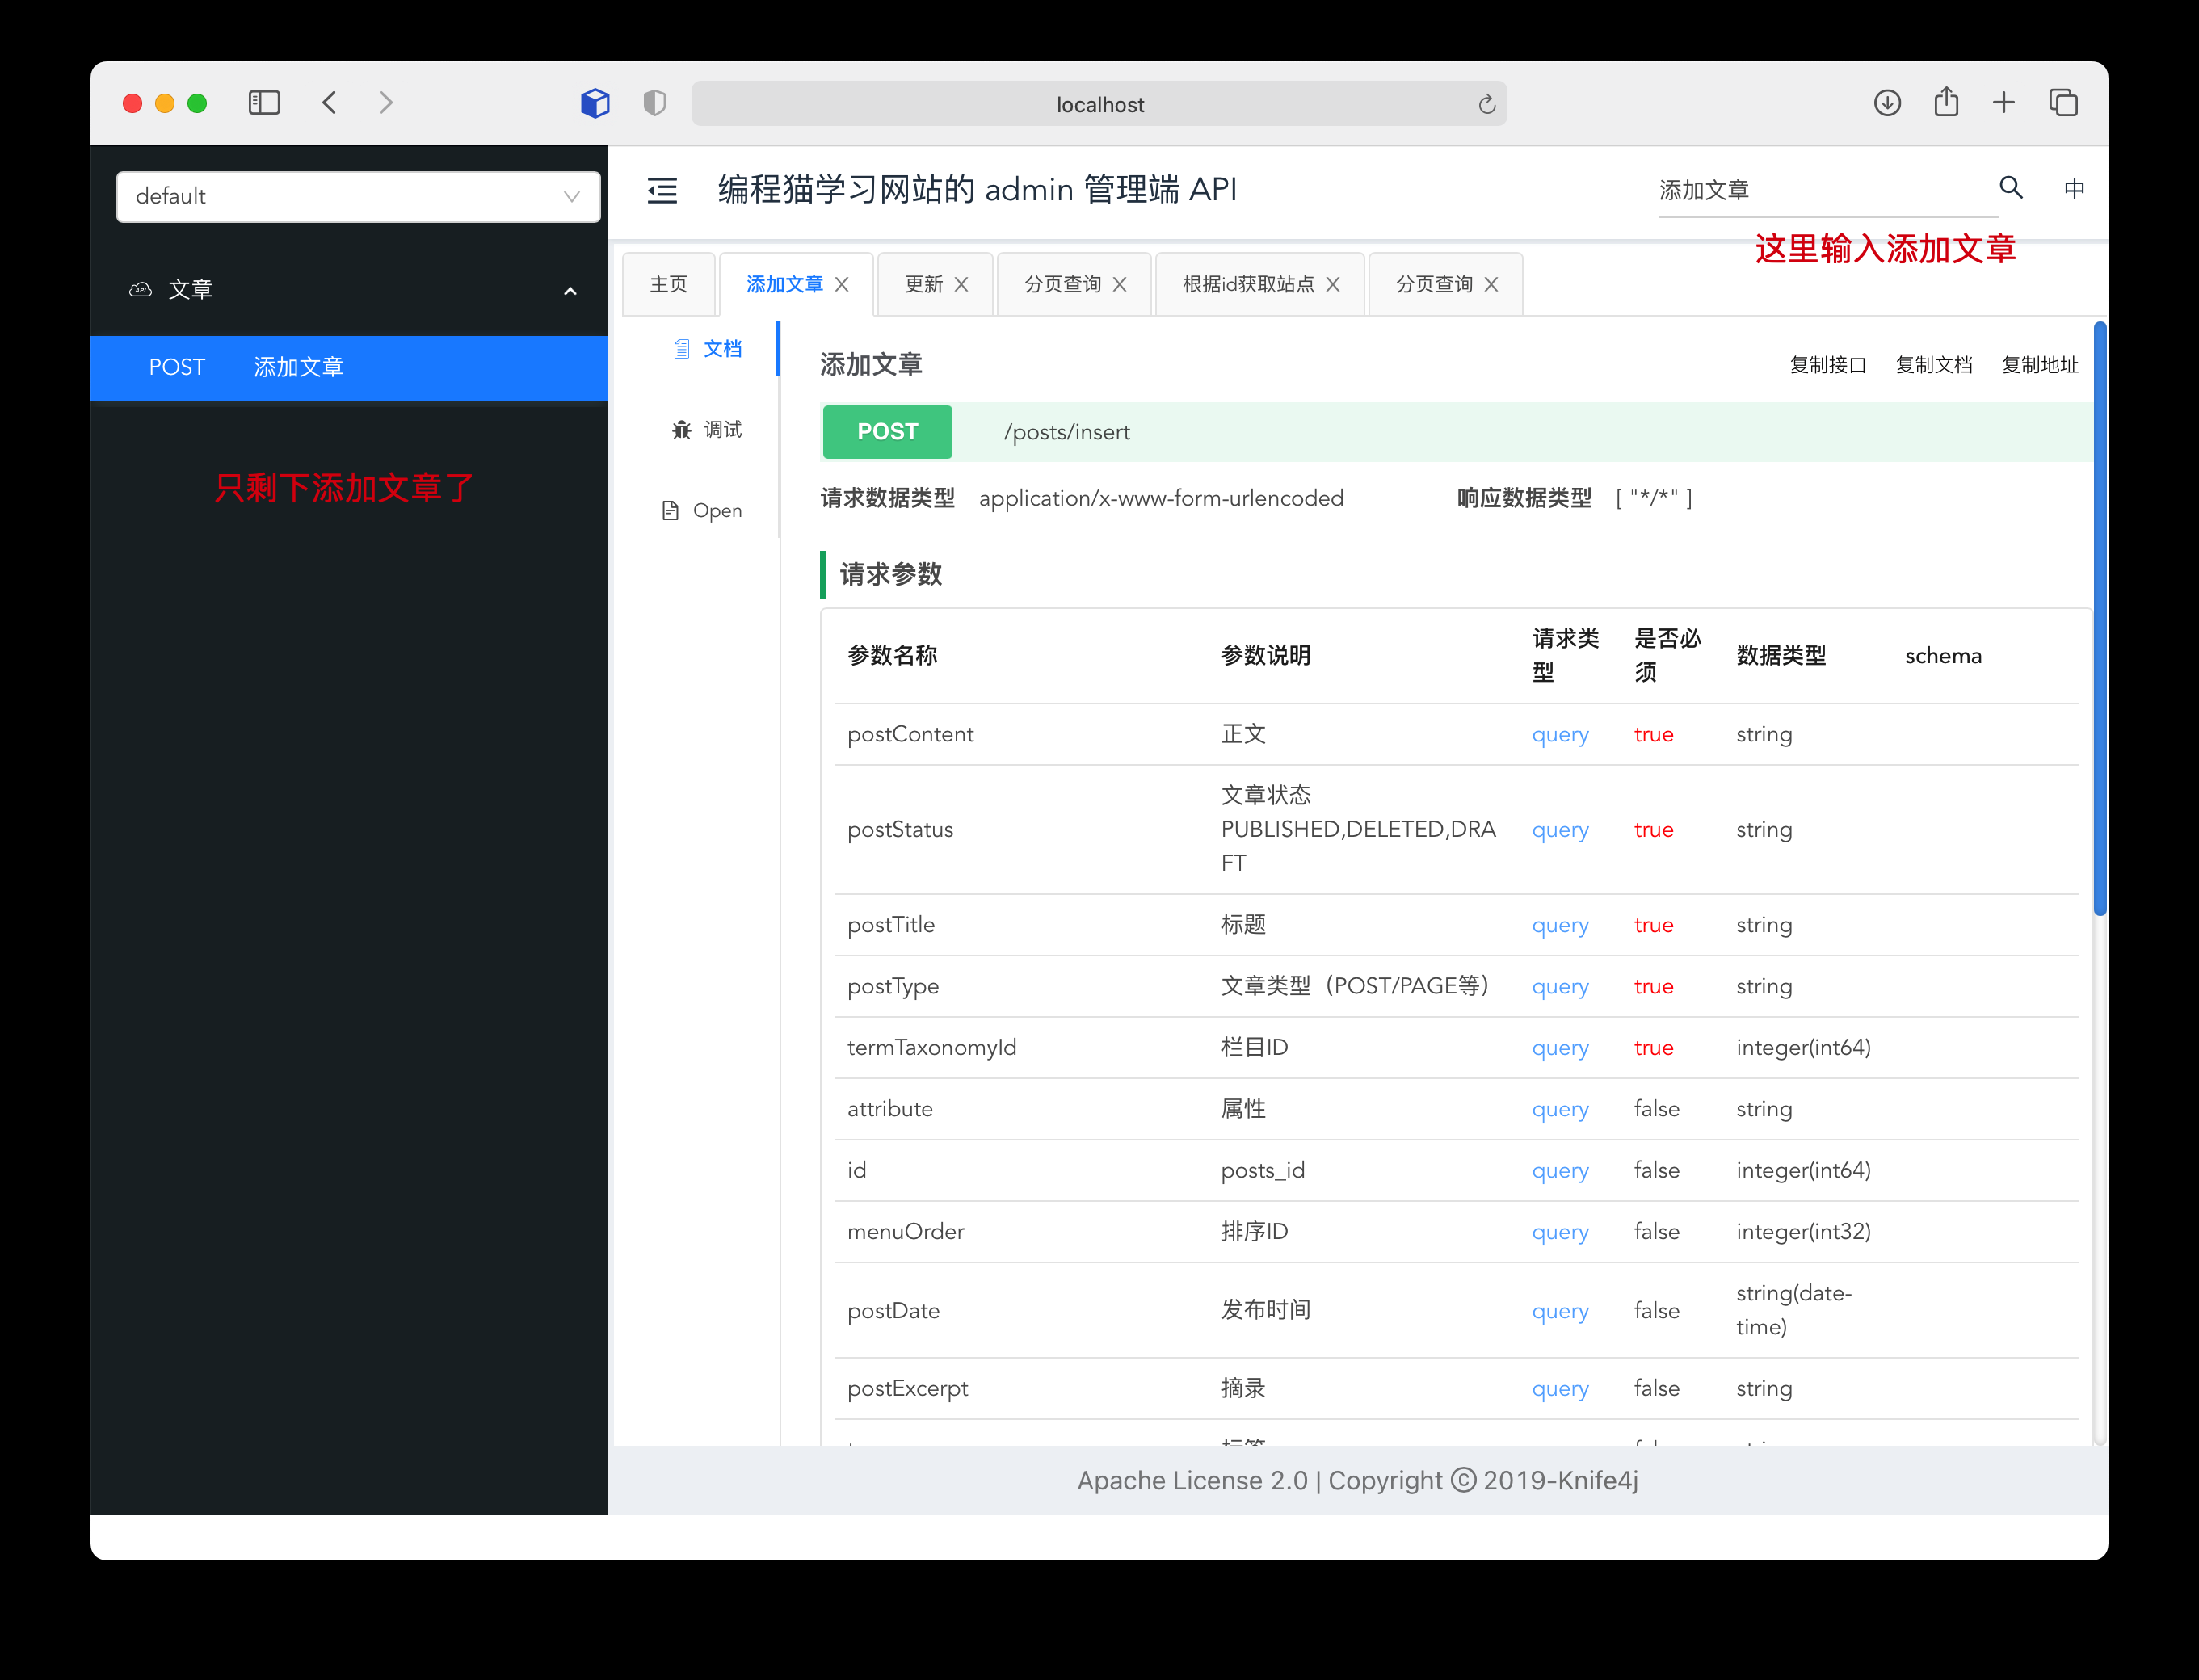 localhost
default
文章
POST 添加文章
只剩下添加文章了
编程猫学习网站的 admin 管理端 API
添加文章
中
这里输入添加文章
主页 添加文章 更新 分页查询 根据id获取站点 分页查询
文档
调试
Open
添加文章 复制接口 复制文档 复制地址
POST /posts/insert
请求数据类型 application/x-www-form-urlencoded 响应数据类型 [ "*/*" ]
请求参数
参数名称 参数说明 请求类型 是否必须 数据类型 schema
postContent 正文 query true string
postStatus 文章状态 PUBLISHED,DELETED,DRAFT query true string
postTitle 标题 query true string
postType 文章类型（POST/PAGE等） query true string
termTaxonomyId 栏目ID query true integer(int64)
attribute 属性 query false string
id posts_id query false integer(int64)
menuOrder 排序ID query false integer(int32)
postDate 发布时间 query false string(date-time)
postExcerpt 摘录 query false string
Apache License 2.0 | Copyright ⓒ 2019-Knife4j